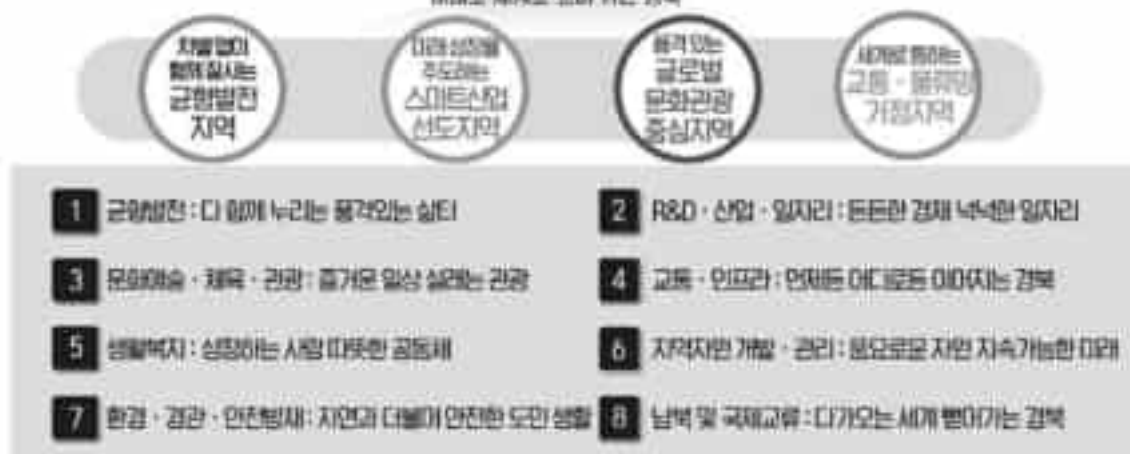 차별 없이
함께 잘사는
균형발전
지역
미래 성장을
주도하는
스마트산업
선도지역
품격 있는
글로벌
문화관광
중심지역
세계로 통하는
교통·물류망
거점지역
1 균형발전 : 다 함께 누리는 품격있는 삶터
2 R&D · 산업 · 일자리 : 든든한 경제 넉넉한 일자리
3 문화예술 · 체육 · 관광 : 즐거운 일상 설레는 관광
4 교통 · 인프라 : 언제든 어디로든 이어지는 경북
5 생활복지 : 성장하는 사람 따뜻한 공동체
6 지역자원 개발 · 관리 : 풍요로운 자원 지속가능한 미래
7 환경 · 경관 · 안전방재 : 자연과 더불어 안전한 도민 생활
8 남북 및 국제교류 : 다가오는 세계 뻗어가는 경북